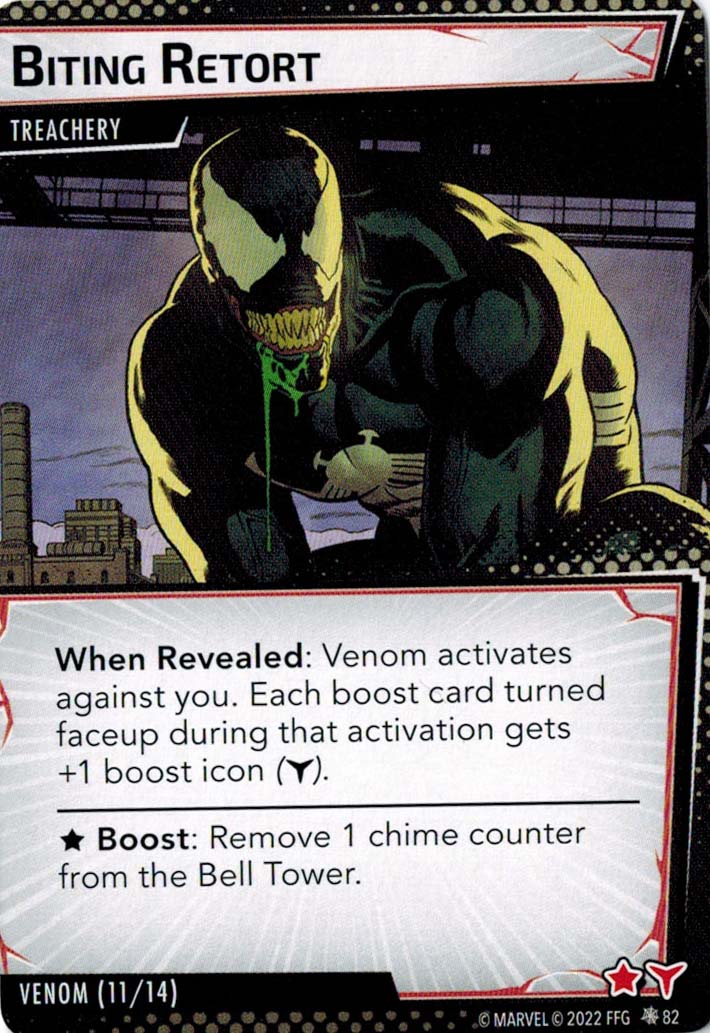 BITING RETORT
TREACHERY
When Revealed: Venom activates
against you. Each boost card turned
faceup during that activation gets
+1 boost icon ( ).
★ Boost: Remove 1 chime counter
from the Bell Tower.
VENOM (11/14)
© MARVEL © 2022 FFG 82